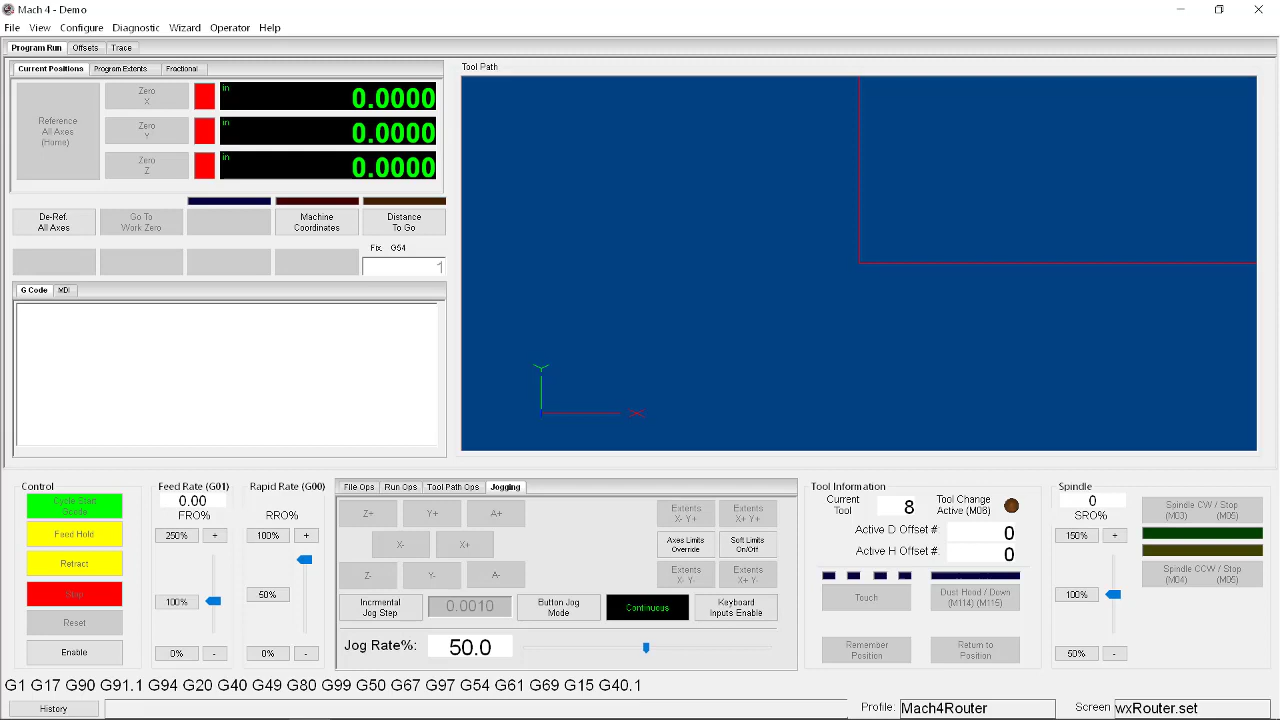 Mach 4 - Demo
File View Configure Diagnostic Wizard Operator Help
Program Run Offsets Trace
Current Positions Program Extents Fractional
Reference
All Axes
(Home)
Zero
X
in
0.0000
Zero
Y
in
0.0000
Zero
Z
in
0.0000
De-Ref.
All Axes
Go To
Work Zero
Machine
Coordinates
Distance
To Go
Fix. G54
1
G Code MDI
Tool Path
Y
X
Control
Cycle Start
Gcode
Feed Hold
Retract
Stop
Reset
Enable
Feed Rate (G01)
0.00
FRO%
250% +
100%
0% -
Rapid Rate (G00)
RRO%
100% +
50%
0% -
File Ops Run Ops Tool Path Ops Jogging
Z+ Y+ A+
X- X+
Z- Y- A-
Extents
X- Y+
Extents
X+ Y+
Axes Limits
Override
Soft Limits
On/Off
Extents
X- Y-
Extents
X+ Y-
Incremental
Jog Step
0.0010
Button Jog
Mode
Continuous
Keyboard
Inputs Enable
Jog Rate%: 50.0
Tool Information
Current
Tool
8
Tool Change
Active (M08)
Active D Offset #: 0
Active H Offset #: 0
Touch
Dust Hood / Down
(M114) (M115)
Remember
Position
Return to
Position
Spindle
0
SRO%
150% +
100%
50% -
Spindle CW / Stop
(M03) (M05)
Spindle CCW / Stop
(M04) (M05)
G1 G17 G90 G91.1 G94 G20 G40 G49 G80 G99 G50 G67 G97 G54 G61 G69 G15 G40.1
History
Profile: Mach4Router
Screen wxRouter.set